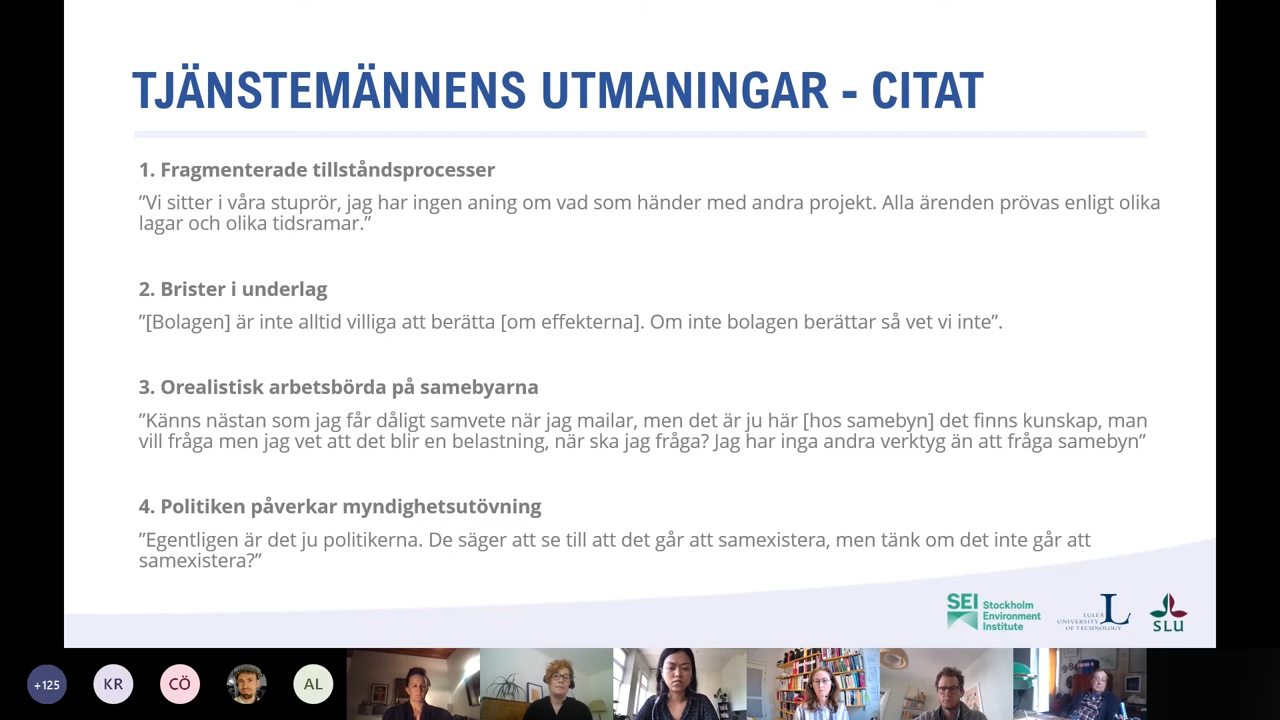 TJÄNSTEMÄNNENS UTMANINGAR - CITAT
1. Fragmenterade tillståndsprocesser
”Vi sitter i våra stuprör, jag har ingen aning om vad som händer med andra projekt. Alla ärenden prövas enligt olika
lagar och olika tidsramar.”
2. Brister i underlag
”[Bolagen] är inte alltid villiga att berätta [om effekterna]. Om inte bolagen berättar så vet vi inte”.
3. Orealistisk arbetsbörda på samebyarna
”Känns nästan som jag får dåligt samvete när jag mailar, men det är ju här [hos samebyn] det finns kunskap, man
vill fråga men jag vet att det blir en belastning, när ska jag fråga? Jag har inga andra verktyg än att fråga samebyn”
4. Politiken påverkar myndighetsutövning
”Egentligen är det ju politikerna. De säger att se till att det går att samexistera, men tänk om det inte går att
samexistera?”
SEI Stockholm
Environment
Institute
L
LULEÅ
UNIVERSITY
OF TECHNOLOGY
SLU
+125
KR
CÖ
AL